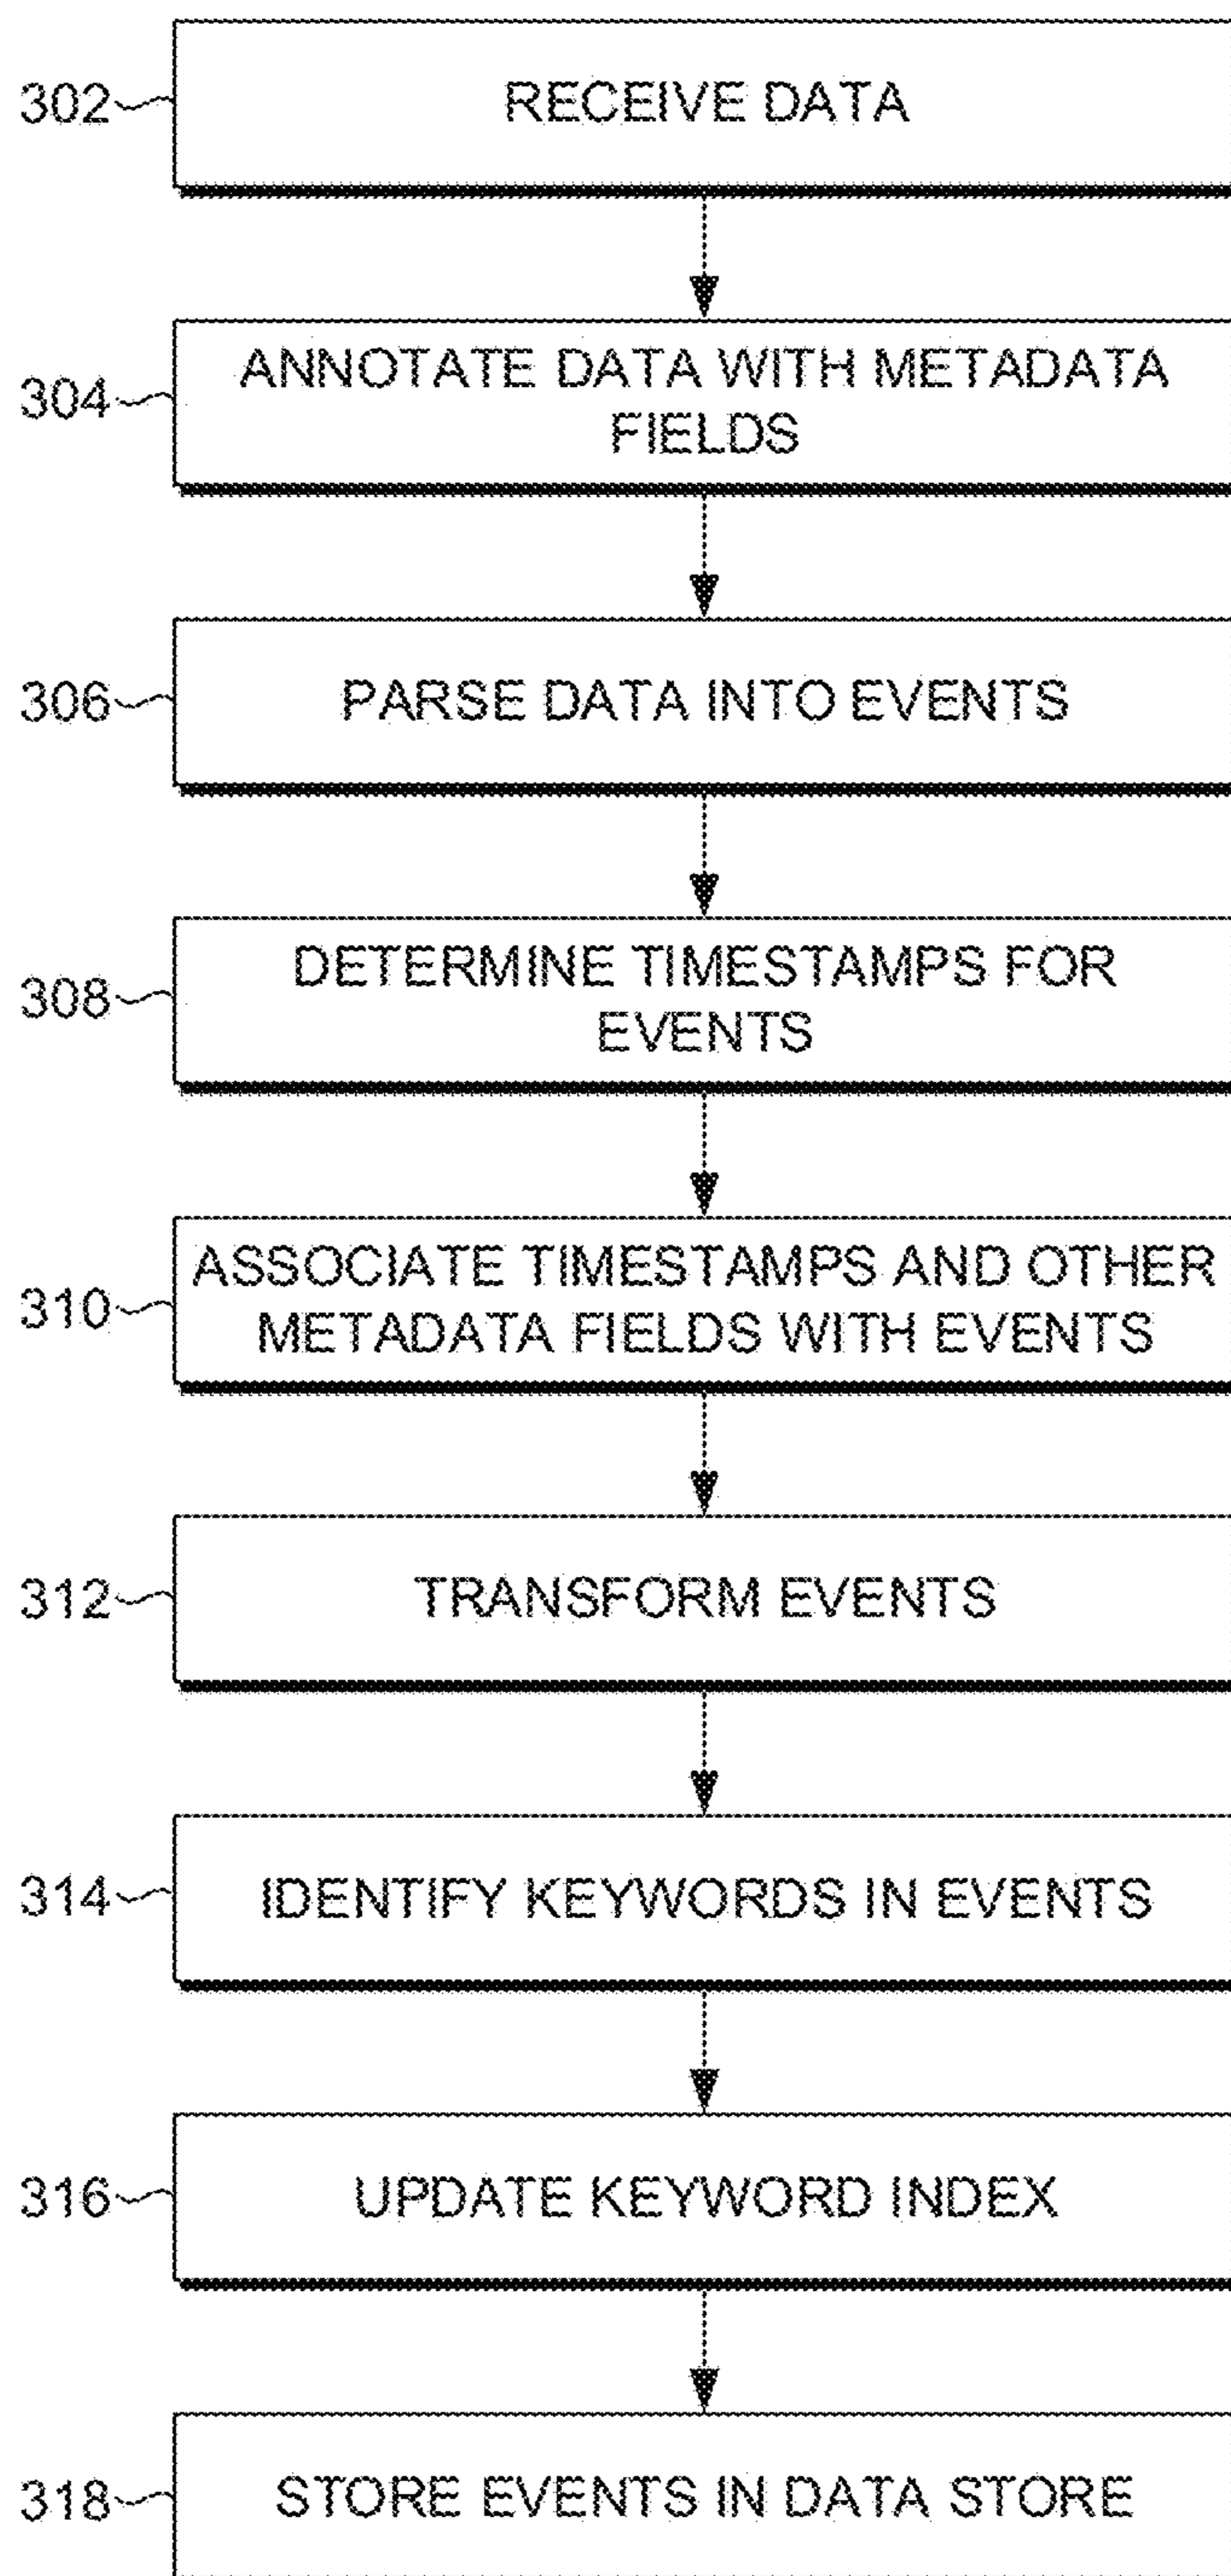 302
RECEIVE DATA
304
ANNOTATE DATA WITH METADATA
FIELDS
306
PARSE DATA INTO EVENTS
308
DETERMINE TIMESTAMPS FOR
EVENTS
310
ASSOCIATE TIMESTAMPS AND OTHER
METADATA FIELDS WITH EVENTS
312
TRANSFORM EVENTS
314
IDENTIFY KEYWORDS IN EVENTS
316
UPDATE KEYWORD INDEX
318
STORE EVENTS IN DATA STORE